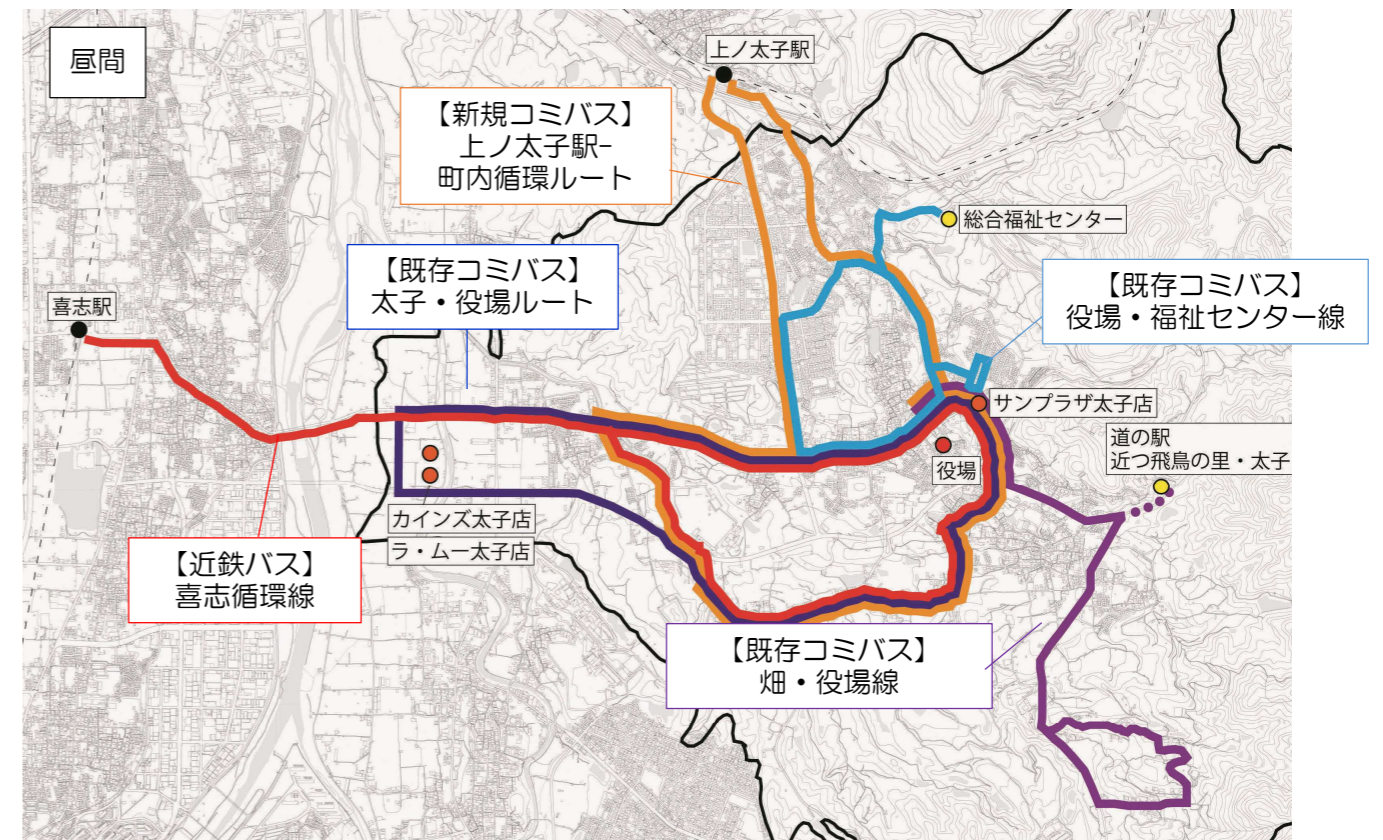 昼間
上ノ太子駅
【新規コミバス】
上ノ太子駅-
町内循環ルート
総合福祉センター
【既存コミバス】
太子・役場ルート
【既存コミバス】
役場・福祉センター線
喜志駅
サンプラザ太子店
道の駅
近つ飛鳥の里・太子
役場
カインズ太子店
ラ・ムー太子店
【近鉄バス】
喜志循環線
【既存コミバス】
畑・役場線